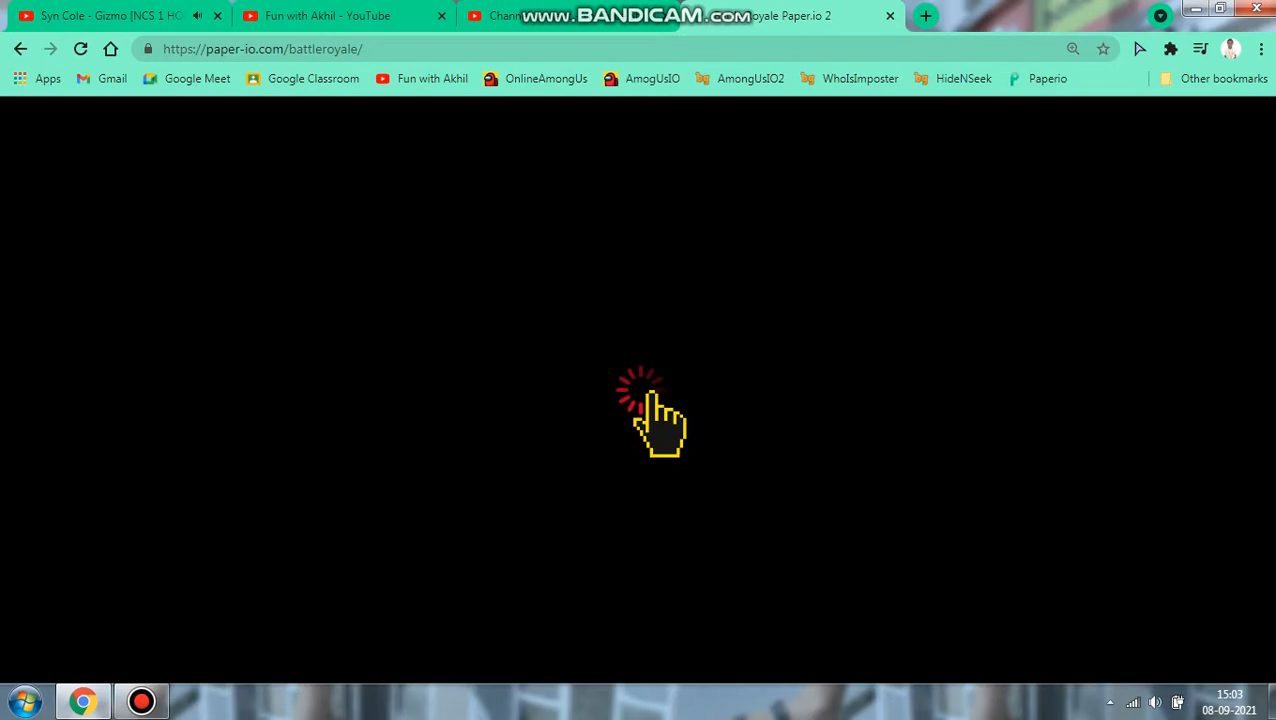 Syn Cole - Gizmo [NCS 1 HO
Fun with Akhil - YouTube
Chann
www.BANDICAM.com
oyale Paper.io 2
https://paper-io.com/battleroyale/
Apps
Gmail
Google Meet
Google Classroom
Fun with Akhil
OnlineAmongUs
AmogUsIO
AmongUsIO2
WhoIsImposter
HideNSeek
Paperio
Other bookmarks
15:03
08-09-2021